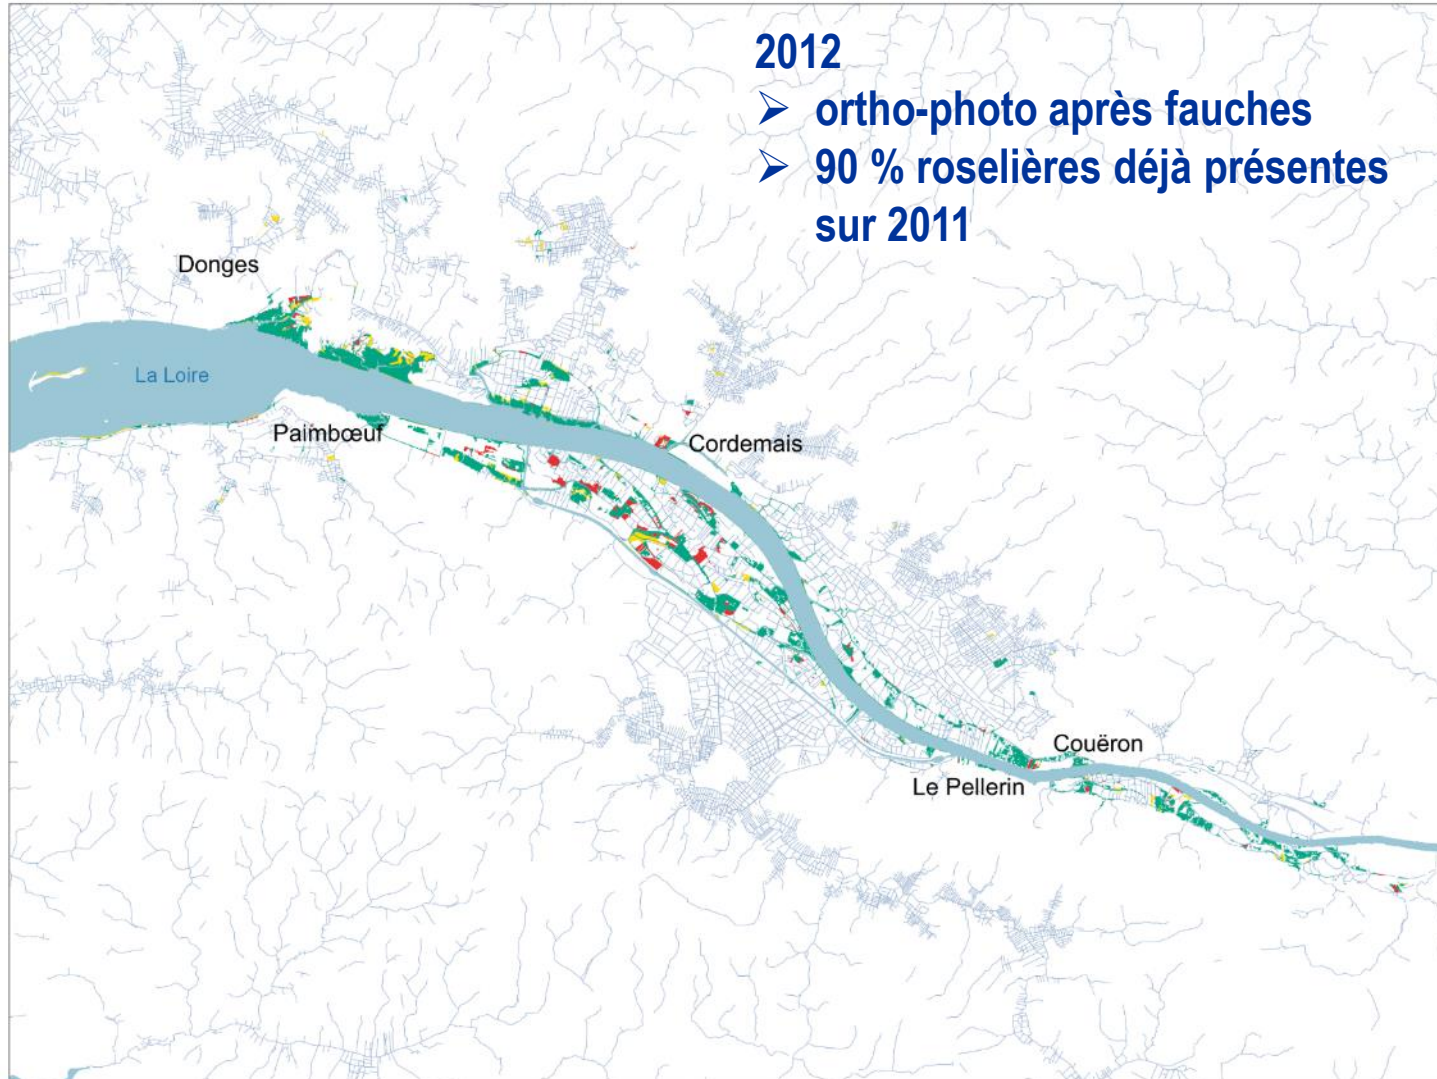 2012
➢ ortho-photo après fauches
➢ 90 % roselières déjà présentes
sur 2011
Donges
La Loire
Paimbœuf
Cordemais
Couëron
Le Pellerin